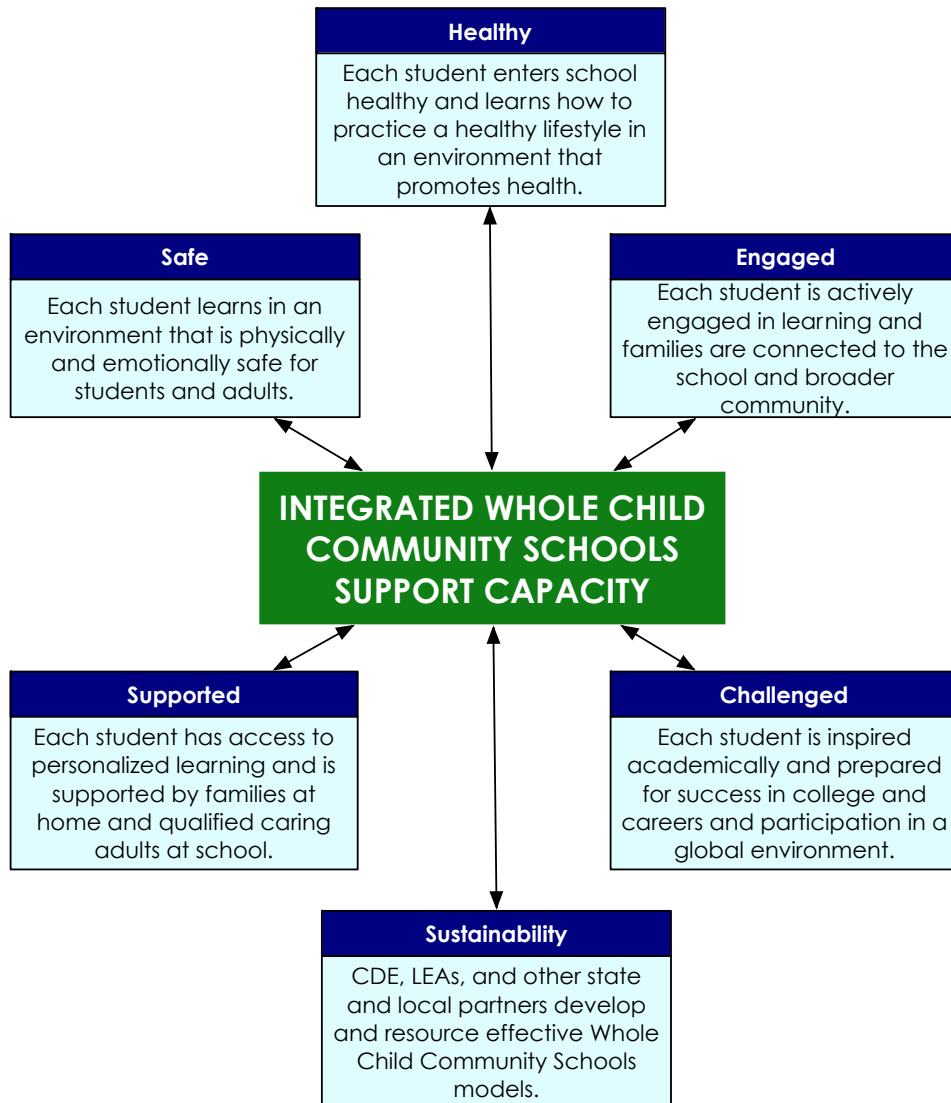 Healthy
Each student enters school
healthy and learns how to
practice a healthy lifestyle in
an environment that
promotes health.
Safe
Each student learns in an
environment that is physically
and emotionally safe for
students and adults.
Engaged
Each student is actively
engaged in learning and
families are connected to the
school and broader
community.
INTEGRATED WHOLE CHILD
COMMUNITY SCHOOLS
SUPPORT CAPACITY
Supported
Each student has access to
personalized learning and is
supported by families at
home and qualified caring
adults at school.
Challenged
Each student is inspired
academically and prepared
for success in college and
careers and participation in a
global environment.
Sustainability
CDE, LEAs, and other state
and local partners develop
and resource effective Whole
Child Community Schools
models.